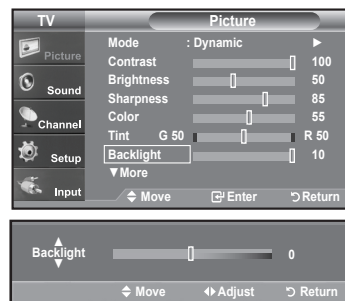 TV Picture
Picture
Sound
Channel
Setup
Input
Mode : Dynamic ►
Contrast 100
Brightness 50
Sharpness 85
Color 55
Tint G 50 R 50
Backlight 10
▼More
Move Enter Return
Backlight 0
Move Adjust Return